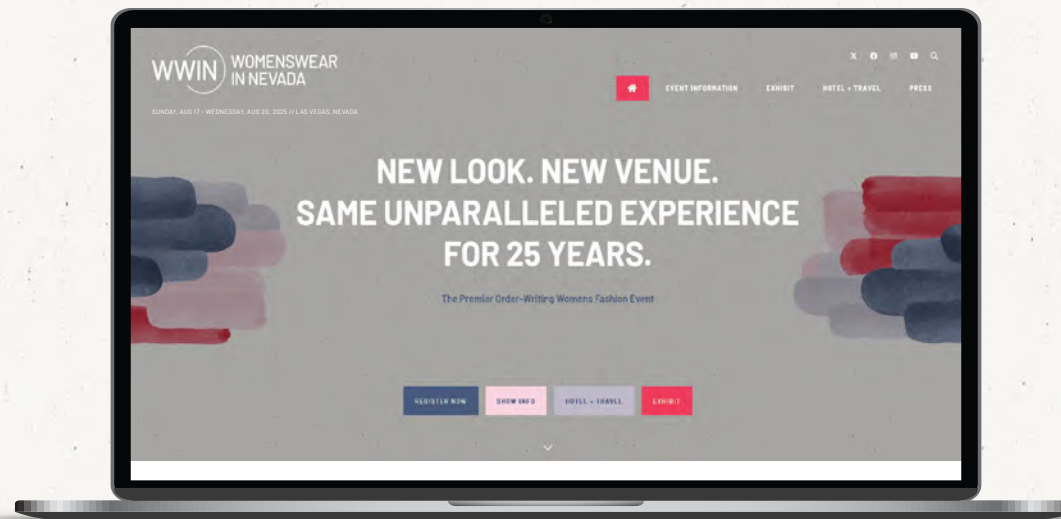 WWIN WOMENSWEAR
IN NEVADA
SUNDAY, AUG 17 - WEDNESDAY, AUG 20, 2025 // LAS VEGAS, NEVADA
EVENT INFORMATION EXHIBIT HOTEL + TRAVEL PRESS
NEW LOOK. NEW VENUE.
SAME UNPARALLELED EXPERIENCE
FOR 25 YEARS.
The Premier Order-Writing Womens Fashion Event
REGISTER NOW SHOW INFO HOTEL + TRAVEL EXHIBIT